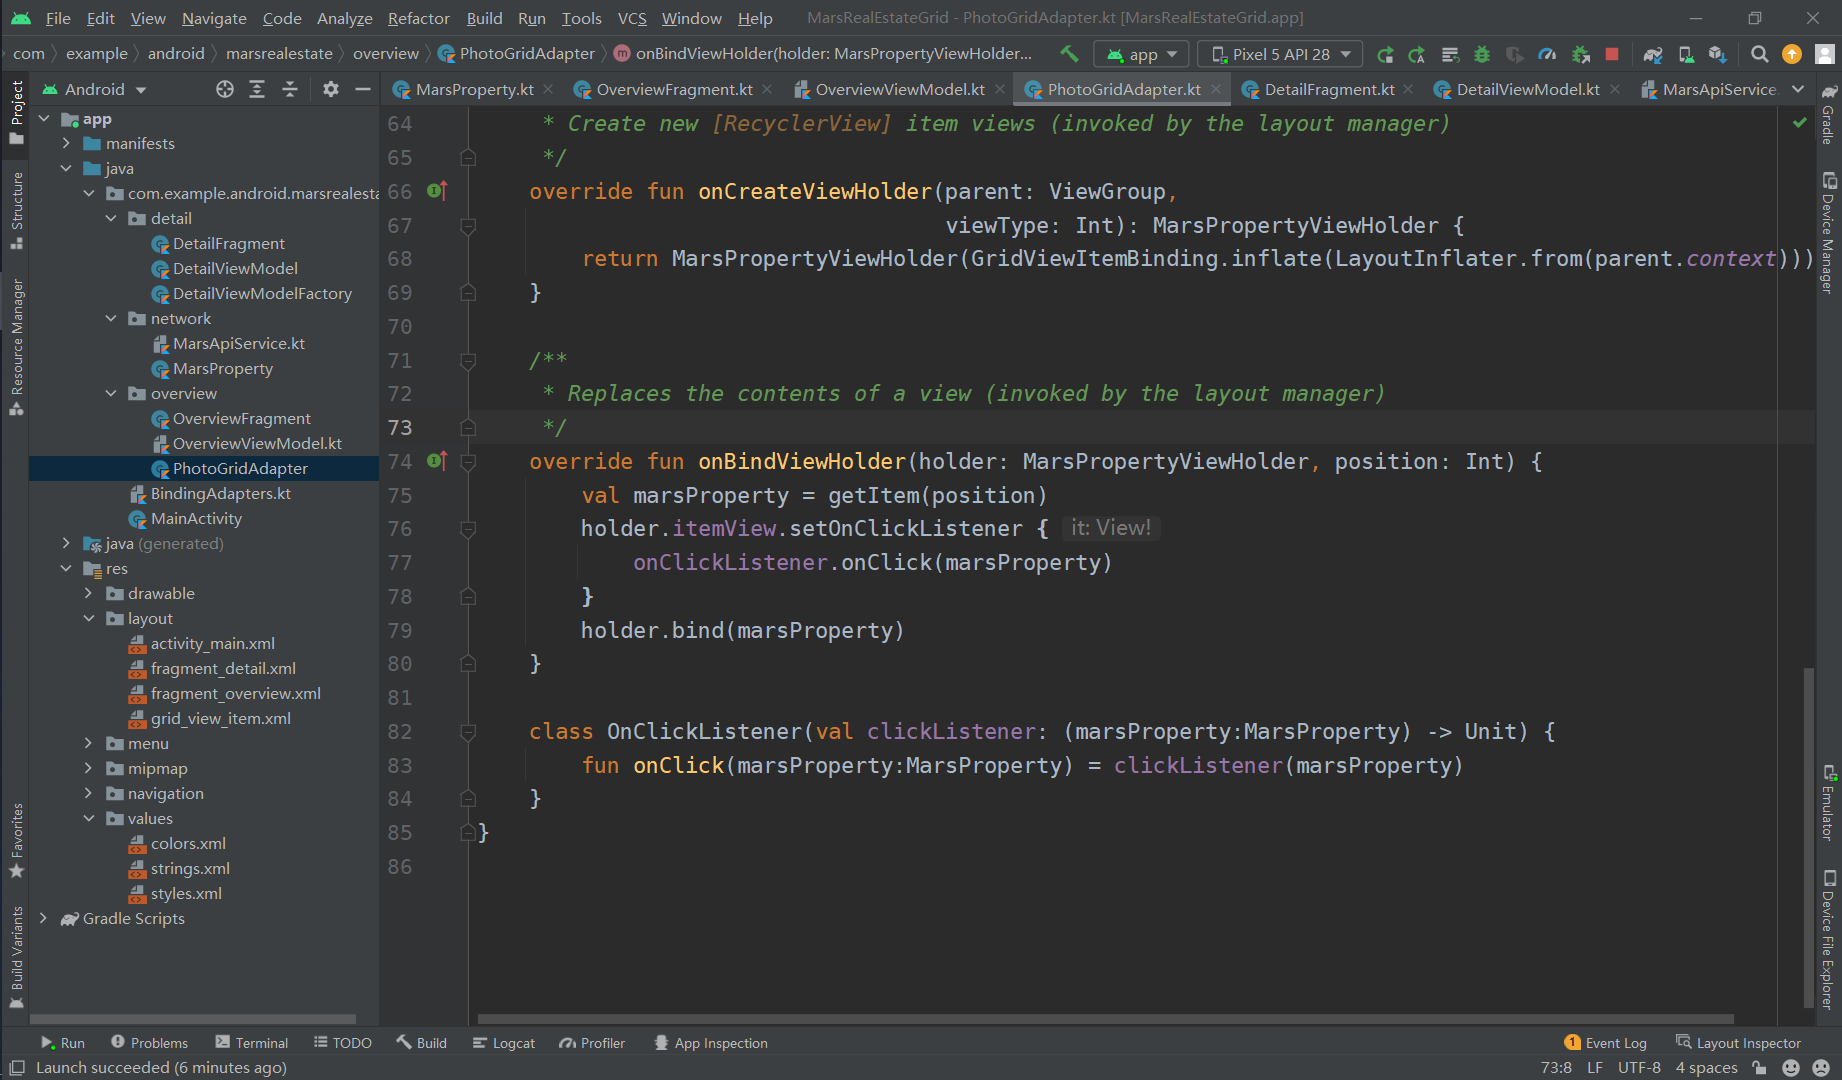 File Edit View Navigate Code Analyze Refactor Build Run Tools VCS Window Help MarsRealEstateGrid - PhotoGridAdapter.kt [MarsRealEstateGrid.app]
com example android marsrealestate overview PhotoGridAdapter m onBindViewHolder(holder: MarsPropertyViewHolder... app Pixel 5 API 28
Android MarsProperty.kt OverviewFragment.kt OverviewViewModel.kt PhotoGridAdapter.kt DetailFragment.kt DetailViewModel.kt MarsApiService.
Project
Structure
Resource Manager
Favorites
Build Variants
app
manifests
java
com.example.android.marsrealesta
detail
DetailFragment
DetailViewModel
DetailViewModelFactory
network
MarsApiService.kt
MarsProperty
overview
OverviewFragment
OverviewViewModel.kt
PhotoGridAdapter
BindingAdapters.kt
MainActivity
java (generated)
res
drawable
layout
activity_main.xml
fragment_detail.xml
fragment_overview.xml
grid_view_item.xml
menu
mipmap
navigation
values
colors.xml
strings.xml
styles.xml
Gradle Scripts
64 * Create new [RecyclerView] item views (invoked by the layout manager)
65 */
66 override fun onCreateViewHolder(parent: ViewGroup,
67 viewType: Int): MarsPropertyViewHolder {
68 return MarsPropertyViewHolder(GridViewItemBinding.inflate(LayoutInflater.from(parent.context)))
69 }
70
71 /**
72 * Replaces the contents of a view (invoked by the layout manager)
73 */
74 override fun onBindViewHolder(holder: MarsPropertyViewHolder, position: Int) {
75 val marsProperty = getItem(position)
76 holder.itemView.setOnClickListener { it: View!
77 onClickListener.onClick(marsProperty)
78 }
79 holder.bind(marsProperty)
80 }
81
82 class OnClickListener(val clickListener: (marsProperty:MarsProperty) -> Unit) {
83 fun onClick(marsProperty:MarsProperty) = clickListener(marsProperty)
84 }
85 }
86
Gradle
Device Manager
Emulator
Device File Explorer
Run Problems Terminal TODO Build Logcat Profiler App Inspection 1 Event Log Layout Inspector
Launch succeeded (6 minutes ago) 73:8 LF UTF-8 4 spaces